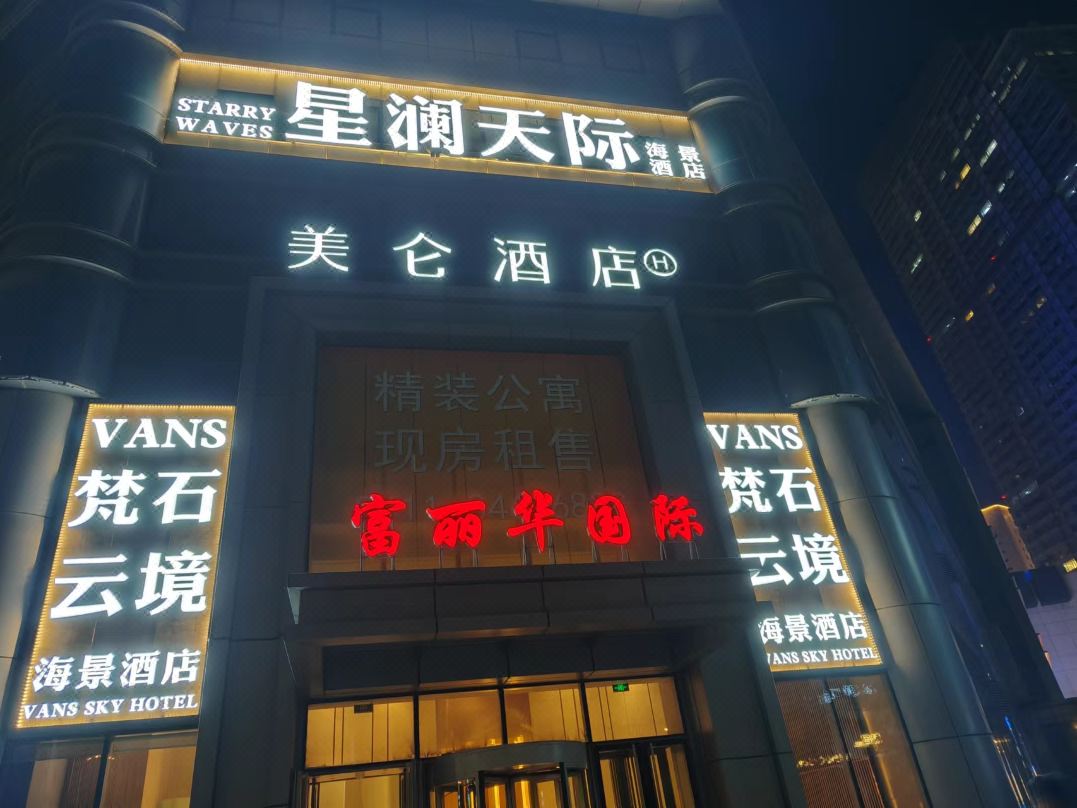 STARRY
WAVES
星澜天际
海景
酒店
美仑酒店H
精装公寓
现房租售
富丽华国际
VANS
梵石
云境
海景酒店
VANS SKY HOTEL
VANS
梵石
云境
海景酒店
VANS SKY HOTEL